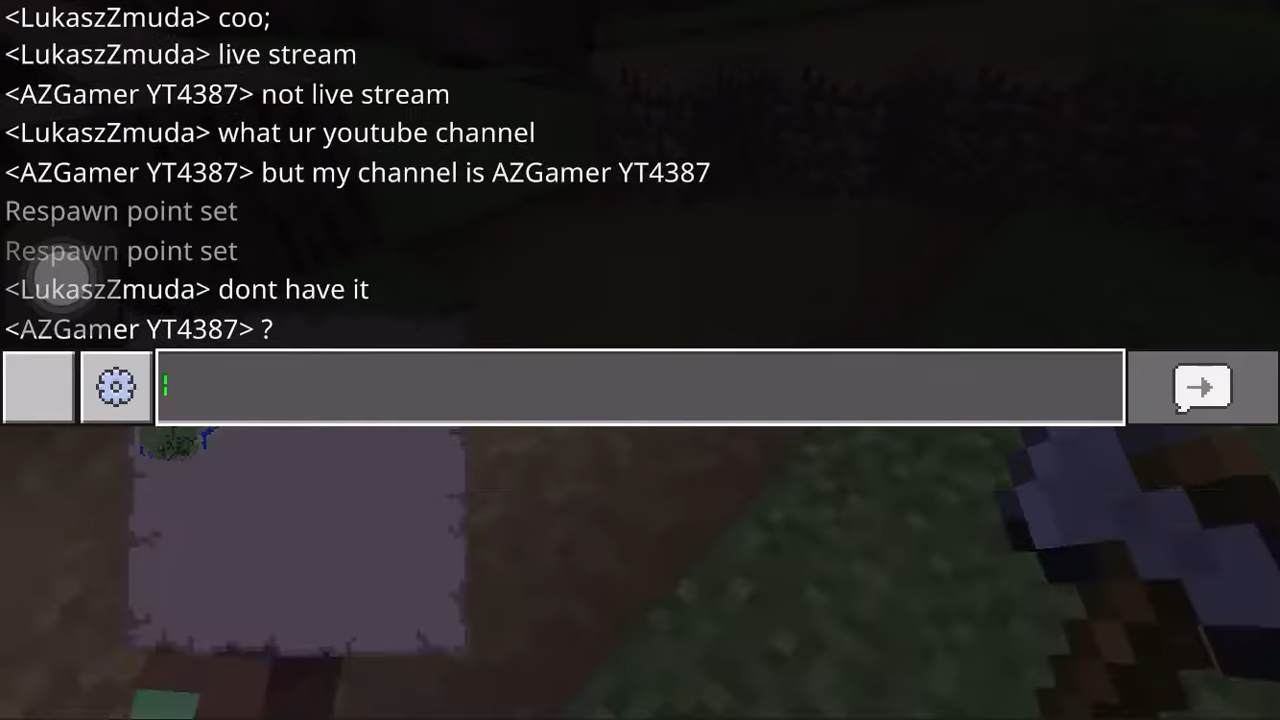 <LukaszZmuda> coo;
<LukaszZmuda> live stream
<AZGamer YT4387> not live stream
<LukaszZmuda> what ur youtube channel
<AZGamer YT4387> but my channel is AZGamer YT4387
Respawn point set
Respawn point set
<LukaszZmuda> dont have it
<AZGamer YT4387> ?